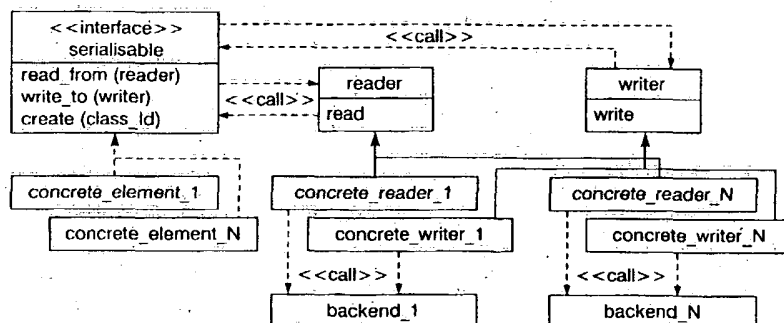 <<interface>>
serialisable
read_from (reader)
write_to (writer)
create (class_Id)
<<call>>
<<call>>
reader
read
writer
write
concrete_element_1
concrete_element_N
concrete_reader_1
concrete_writer_1
concrete_reader_N
concrete_writer_N
<<call>>
<<call>>
backend_1
backend_N